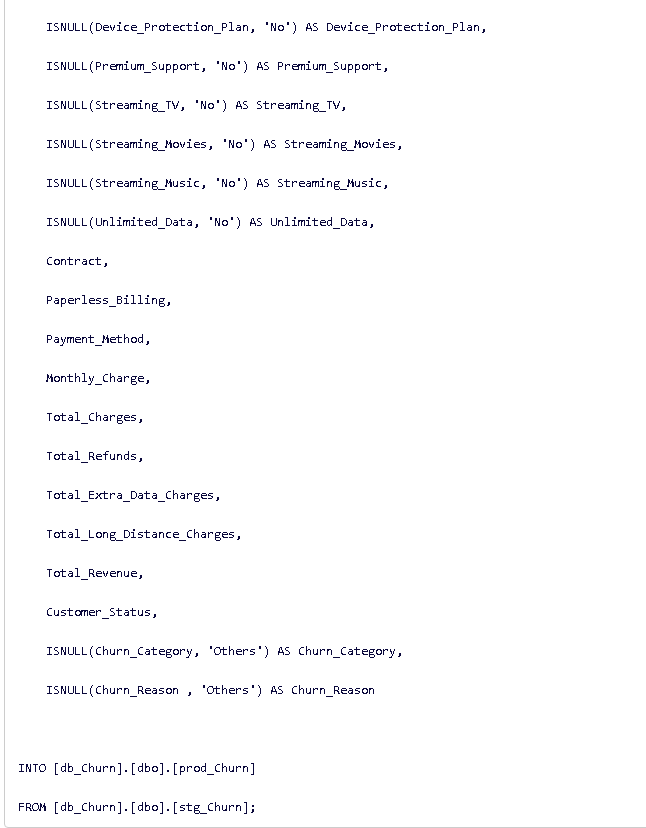 ISNULL(Device_Protection_Plan, 'No') AS Device_Protection_Plan,
ISNULL(Premium_Support, 'No') AS Premium_Support,
ISNULL(Streaming_TV, 'No') AS Streaming_TV,
ISNULL(Streaming_Movies, 'No') AS Streaming_Movies,
ISNULL(Streaming_Music, 'No') AS Streaming_Music,
ISNULL(Unlimited_Data, 'No') AS Unlimited_Data,
Contract,
Paperless_Billing,
Payment_Method,
Monthly_Charge,
Total_Charges,
Total_Refunds,
Total_Extra_Data_Charges,
Total_Long_Distance_Charges,
Total_Revenue,
Customer_Status,
ISNULL(Churn_Category, 'Others') AS Churn_Category,
ISNULL(Churn_Reason , 'Others') AS Churn_Reason
INTO [db_Churn].[dbo].[prod_Churn]
FROM [db_Churn].[dbo].[stg_Churn];